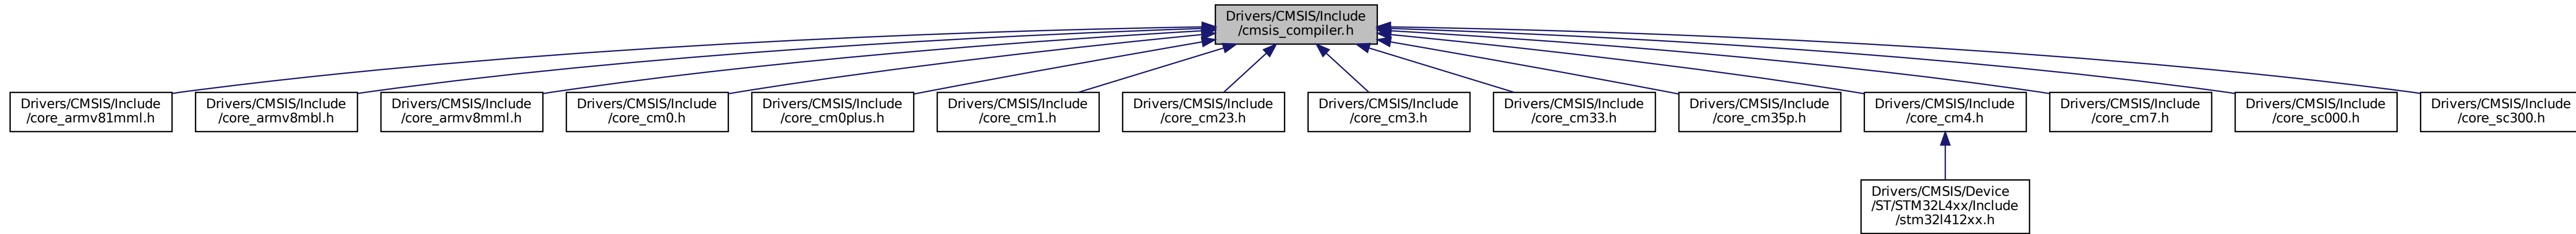 Drivers/CMSIS/Include
/cmsis_compiler.h
Drivers/CMSIS/Include
/core_armv81mml.h
Drivers/CMSIS/Include
/core_armv8mbl.h
Drivers/CMSIS/Include
/core_armv8mml.h
Drivers/CMSIS/Include
/core_cm0.h
Drivers/CMSIS/Include
/core_cm0plus.h
Drivers/CMSIS/Include
/core_cm1.h
Drivers/CMSIS/Include
/core_cm23.h
Drivers/CMSIS/Include
/core_cm3.h
Drivers/CMSIS/Include
/core_cm33.h
Drivers/CMSIS/Include
/core_cm35p.h
Drivers/CMSIS/Include
/core_cm4.h
Drivers/CMSIS/Include
/core_cm7.h
Drivers/CMSIS/Include
/core_sc000.h
Drivers/CMSIS/Include
/core_sc300.h
Drivers/CMSIS/Device
/ST/STM32L4xx/Include
/stm32l412xx.h